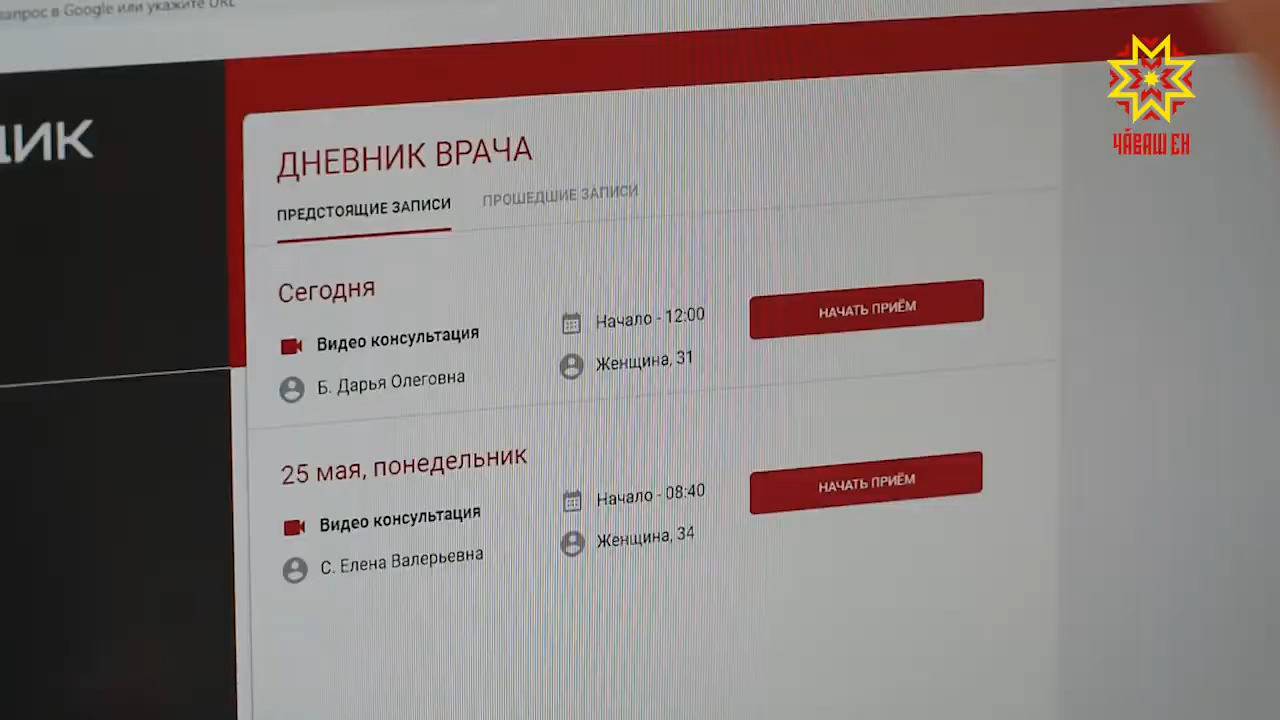 запрос в Google или укажите URL
ЧĂВАШ ЕН
ДНЕВНИК ВРАЧА
ПРЕДСТОЯЩИЕ ЗАПИСИ
ПРОШЕДШИЕ ЗАПИСИ
Сегодня
Видео консультация
Начало - 12:00
НАЧАТЬ ПРИЁМ
Б. Дарья Олеговна
Женщина, 31
25 мая, понедельник
Видео консультация
Начало - 08:40
НАЧАТЬ ПРИЁМ
С. Елена Валерьевна
Женщина, 34